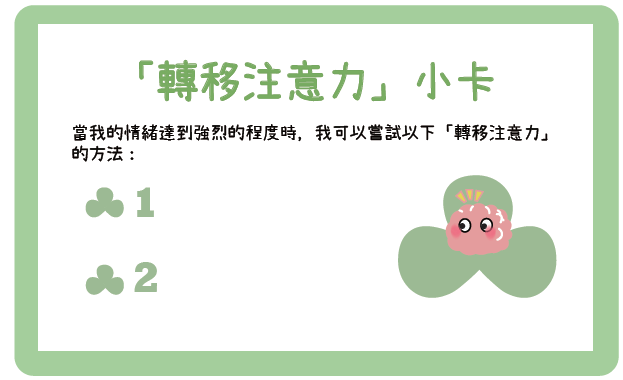 「轉移注意力」小卡
當我的情緒達到強烈的程度時，我可以嘗試以下「轉移注意力」
的方法：
1
2